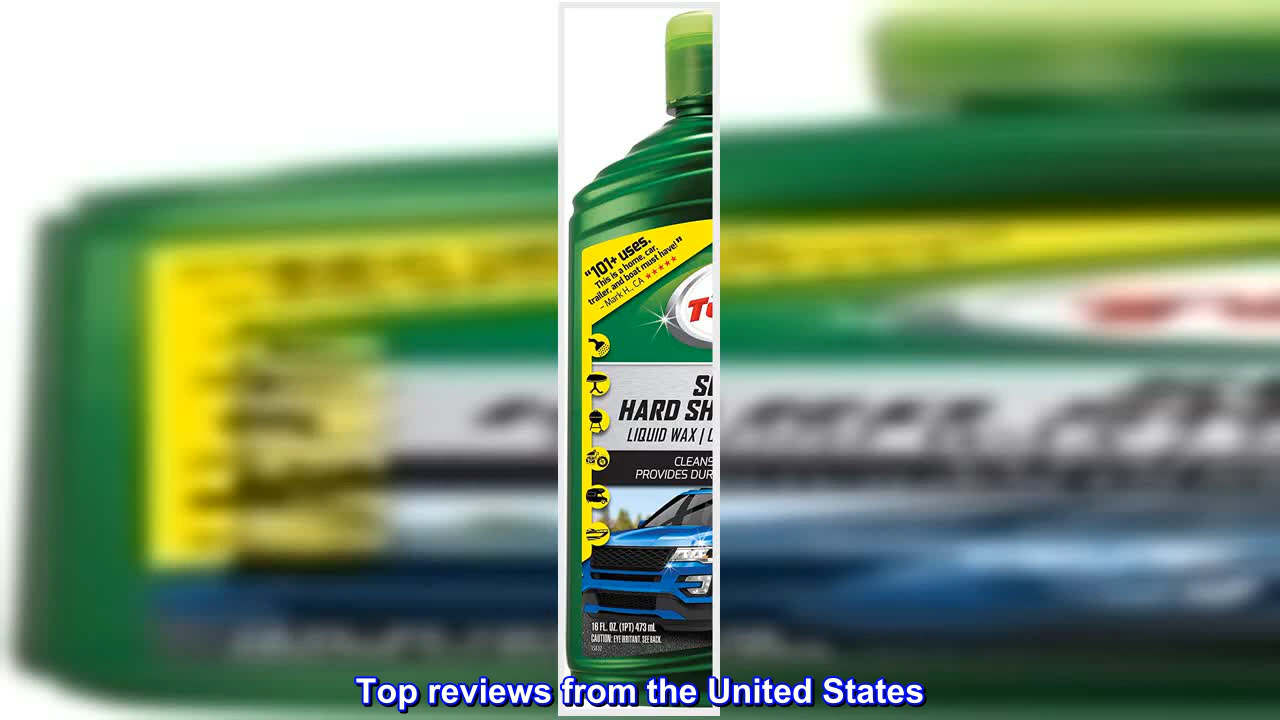 “101+ uses.
This is a home, car,
trailer, and boat must have!”
– Mark H., CA ★★★★★
HARD SH
LIQUID WAX |
CLEANS
PROVIDES DUR
16 FL. OZ. (1PT) 473 mL
CAUTION: EYE IRRITANT. SEE BACK.
Top reviews from the United States